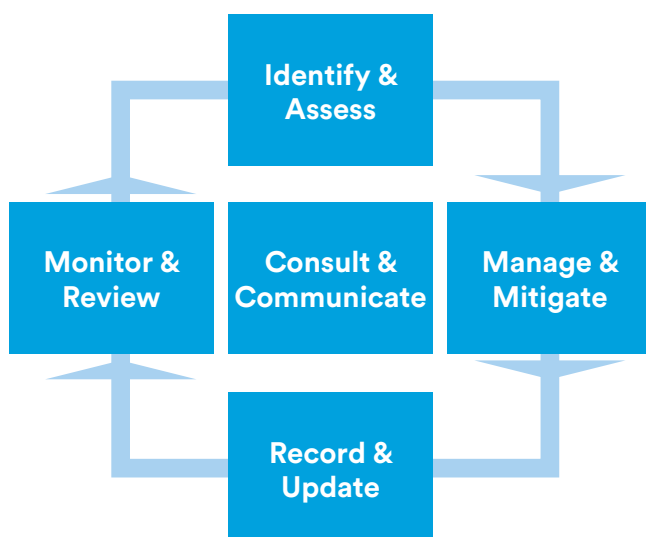 Identify &
Assess
Monitor &
Review
Consult &
Communicate
Manage &
Mitigate
Record &
Update